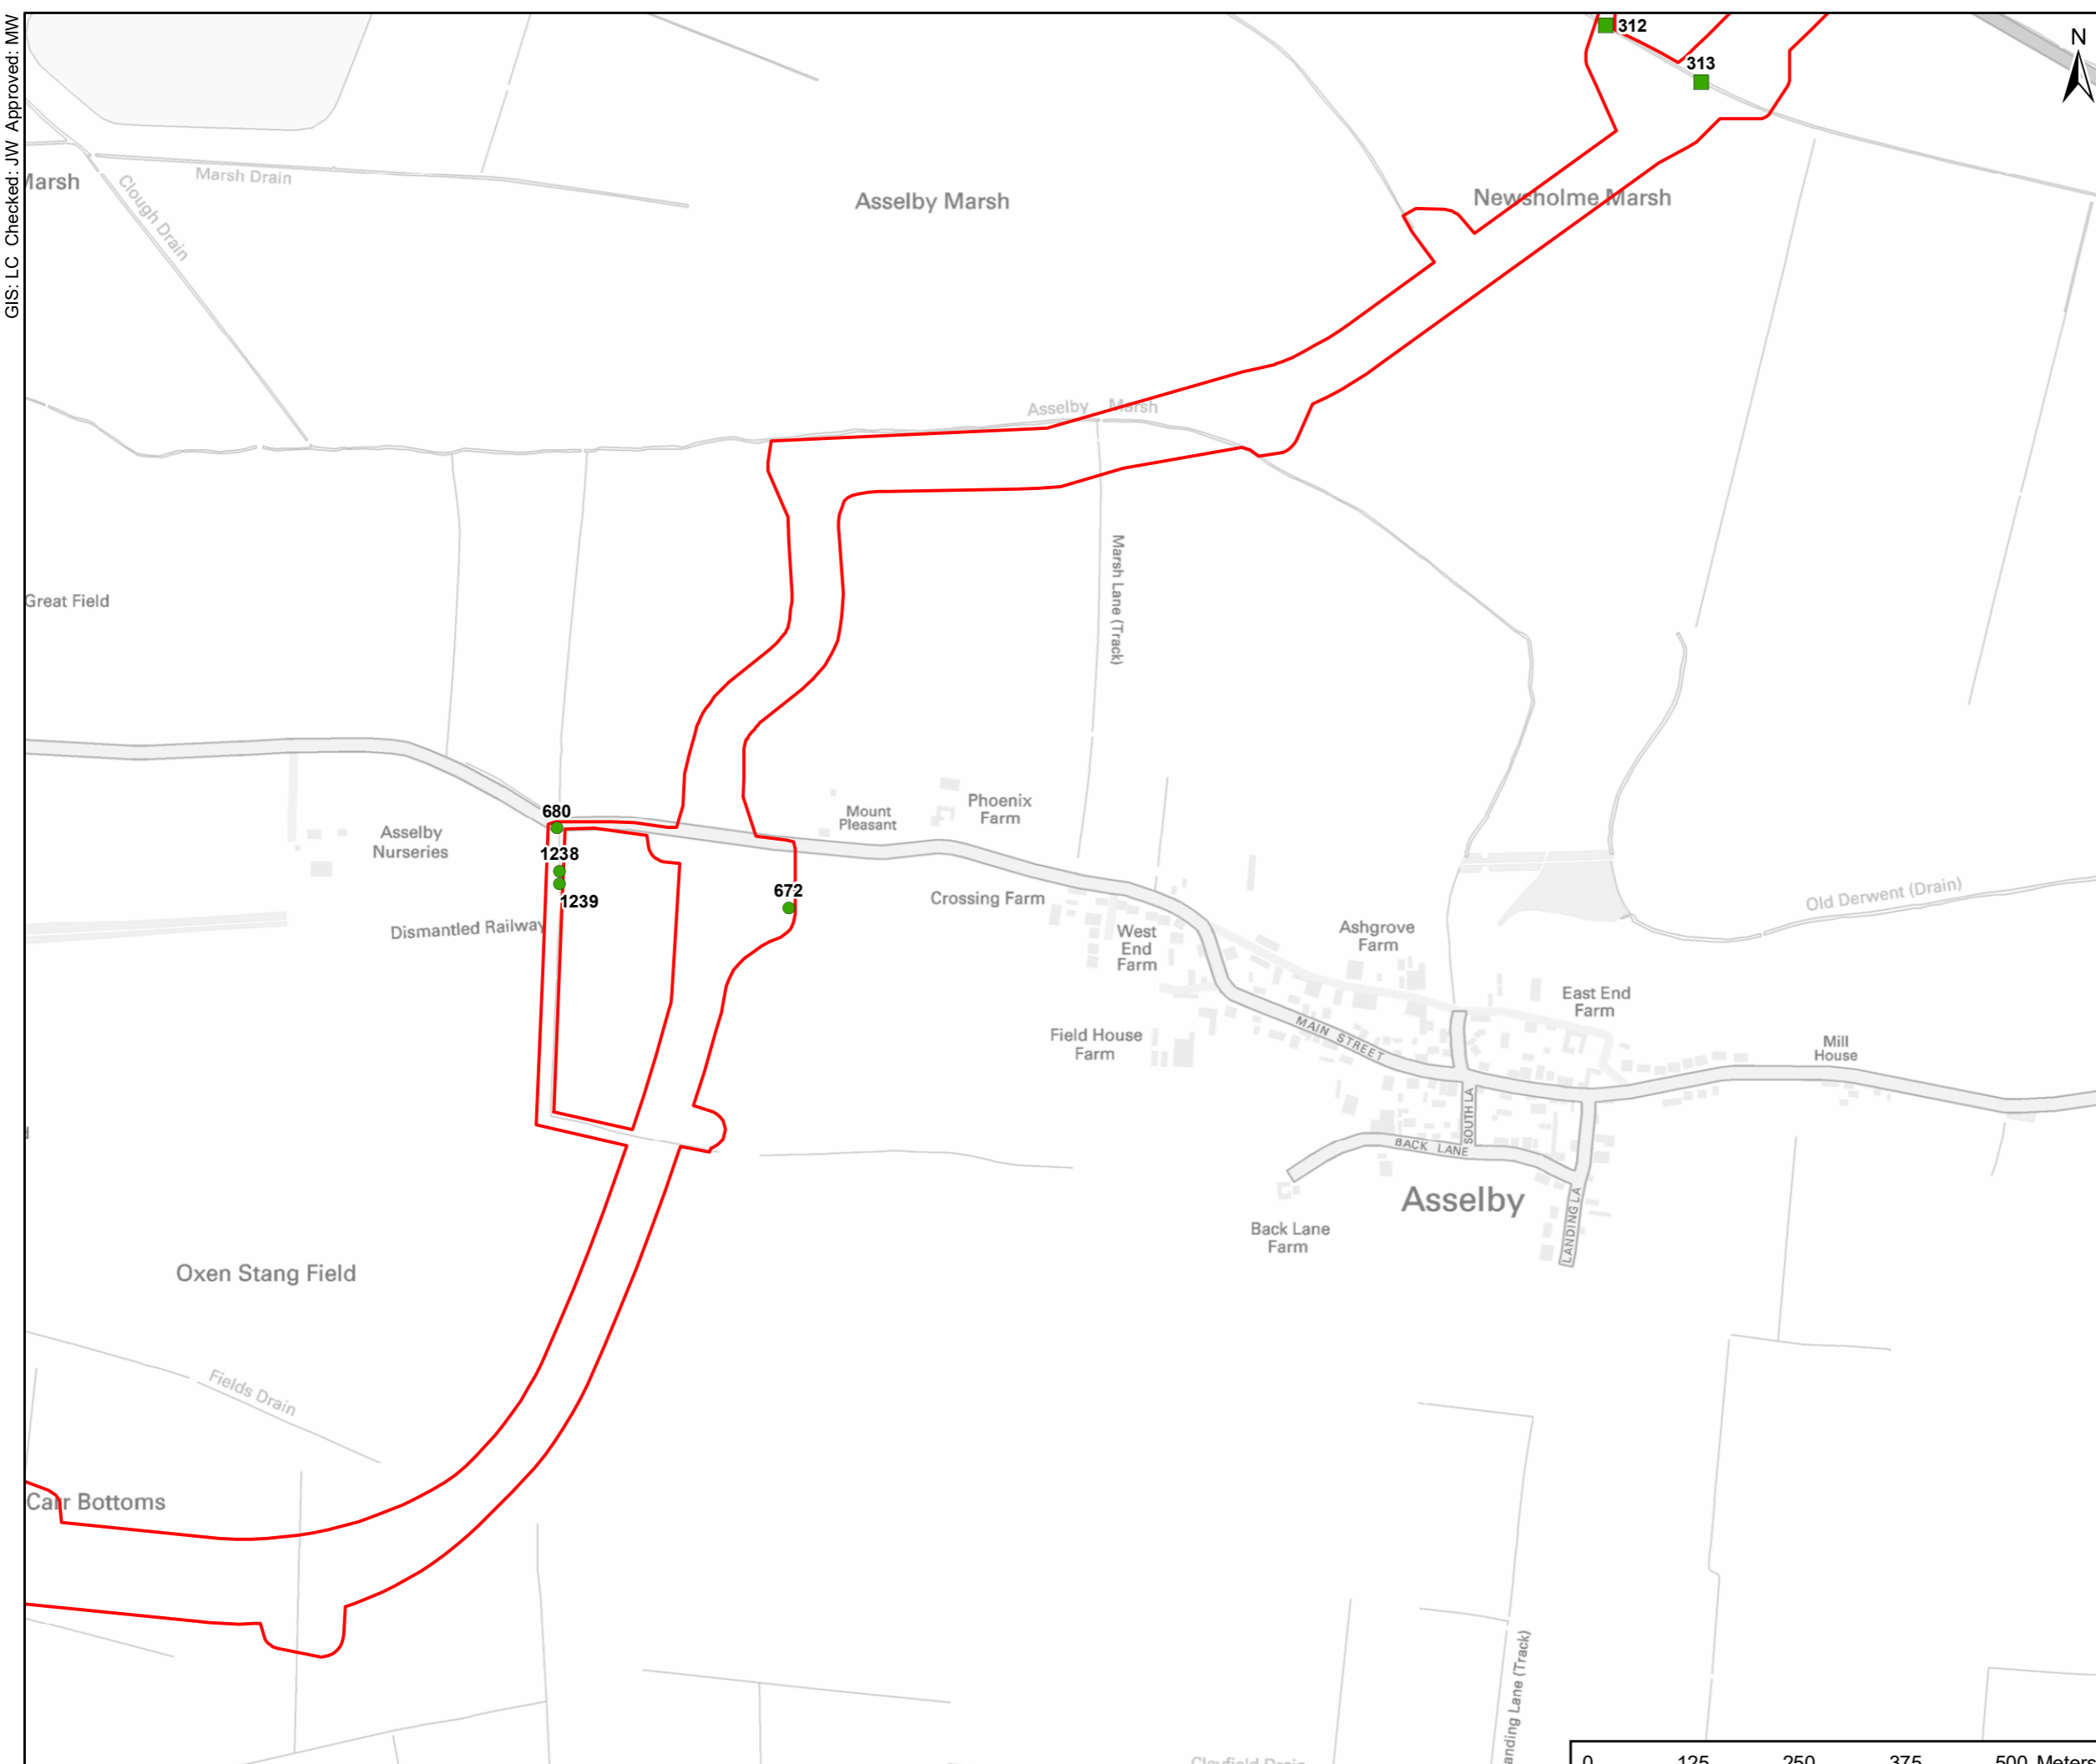 GIS: LC Checked: JW Approved: MW
312
N
313
Marsh Drain
Clough Drain
Asselby Marsh
Newsholme Marsh
Asselby Marsh
Marsh Lane (Track)
Great Field
680
Mount
Pleasant
Phoenix
Farm
Asselby
Nurseries
1238
1239
672
Dismantled Railway
Crossing Farm
West
End
Farm
Ashgrove
Farm
Old Derwent (Drain)
East End
Farm
Field House
Farm
MAIN STREET
Mill
House
SOUTH LA
BACK LANE
Asselby
LANDING LA
Back Lane
Farm
Oxen Stang Field
Fields Drain
Carr Bottoms
anding Lane (Track)
Clayfield Drain
0 125 250 375 500 Meters